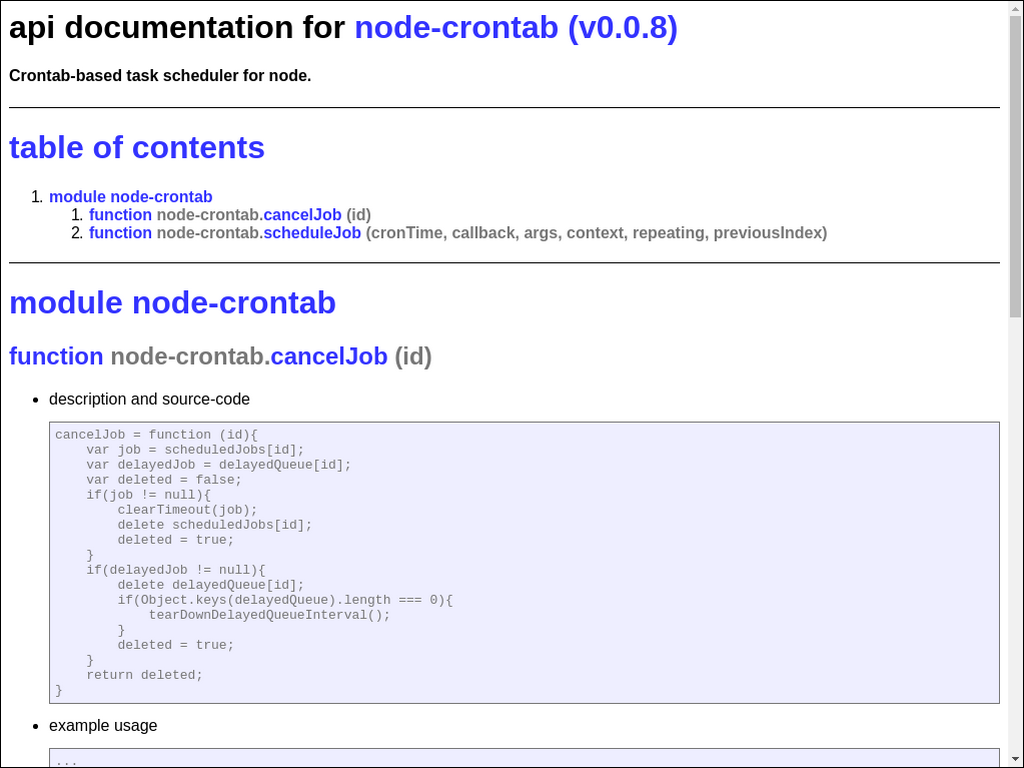 api documentation for node-crontab (v0.0.8)
Crontab-based task scheduler for node.
table of contents
1. module node-crontab
1. function node-crontab.cancelJob (id)
2. function node-crontab.scheduleJob (cronTime, callback, args, context, repeating, previousIndex)
module node-crontab
function node-crontab.cancelJob (id)
• description and source-code
cancelJob = function (id){
    var job = scheduledJobs[id];
    var delayedJob = delayedQueue[id];
    var deleted = false;
    if(job != null){
        clearTimeout(job);
        delete scheduledJobs[id];
        deleted = true;
    }
    if(delayedJob != null){
        delete delayedQueue[id];
        if(Object.keys(delayedQueue).length === 0){
            tearDownDelayedQueueInterval();
        }
        deleted = true;
    }
    return deleted;
}
• example usage
...